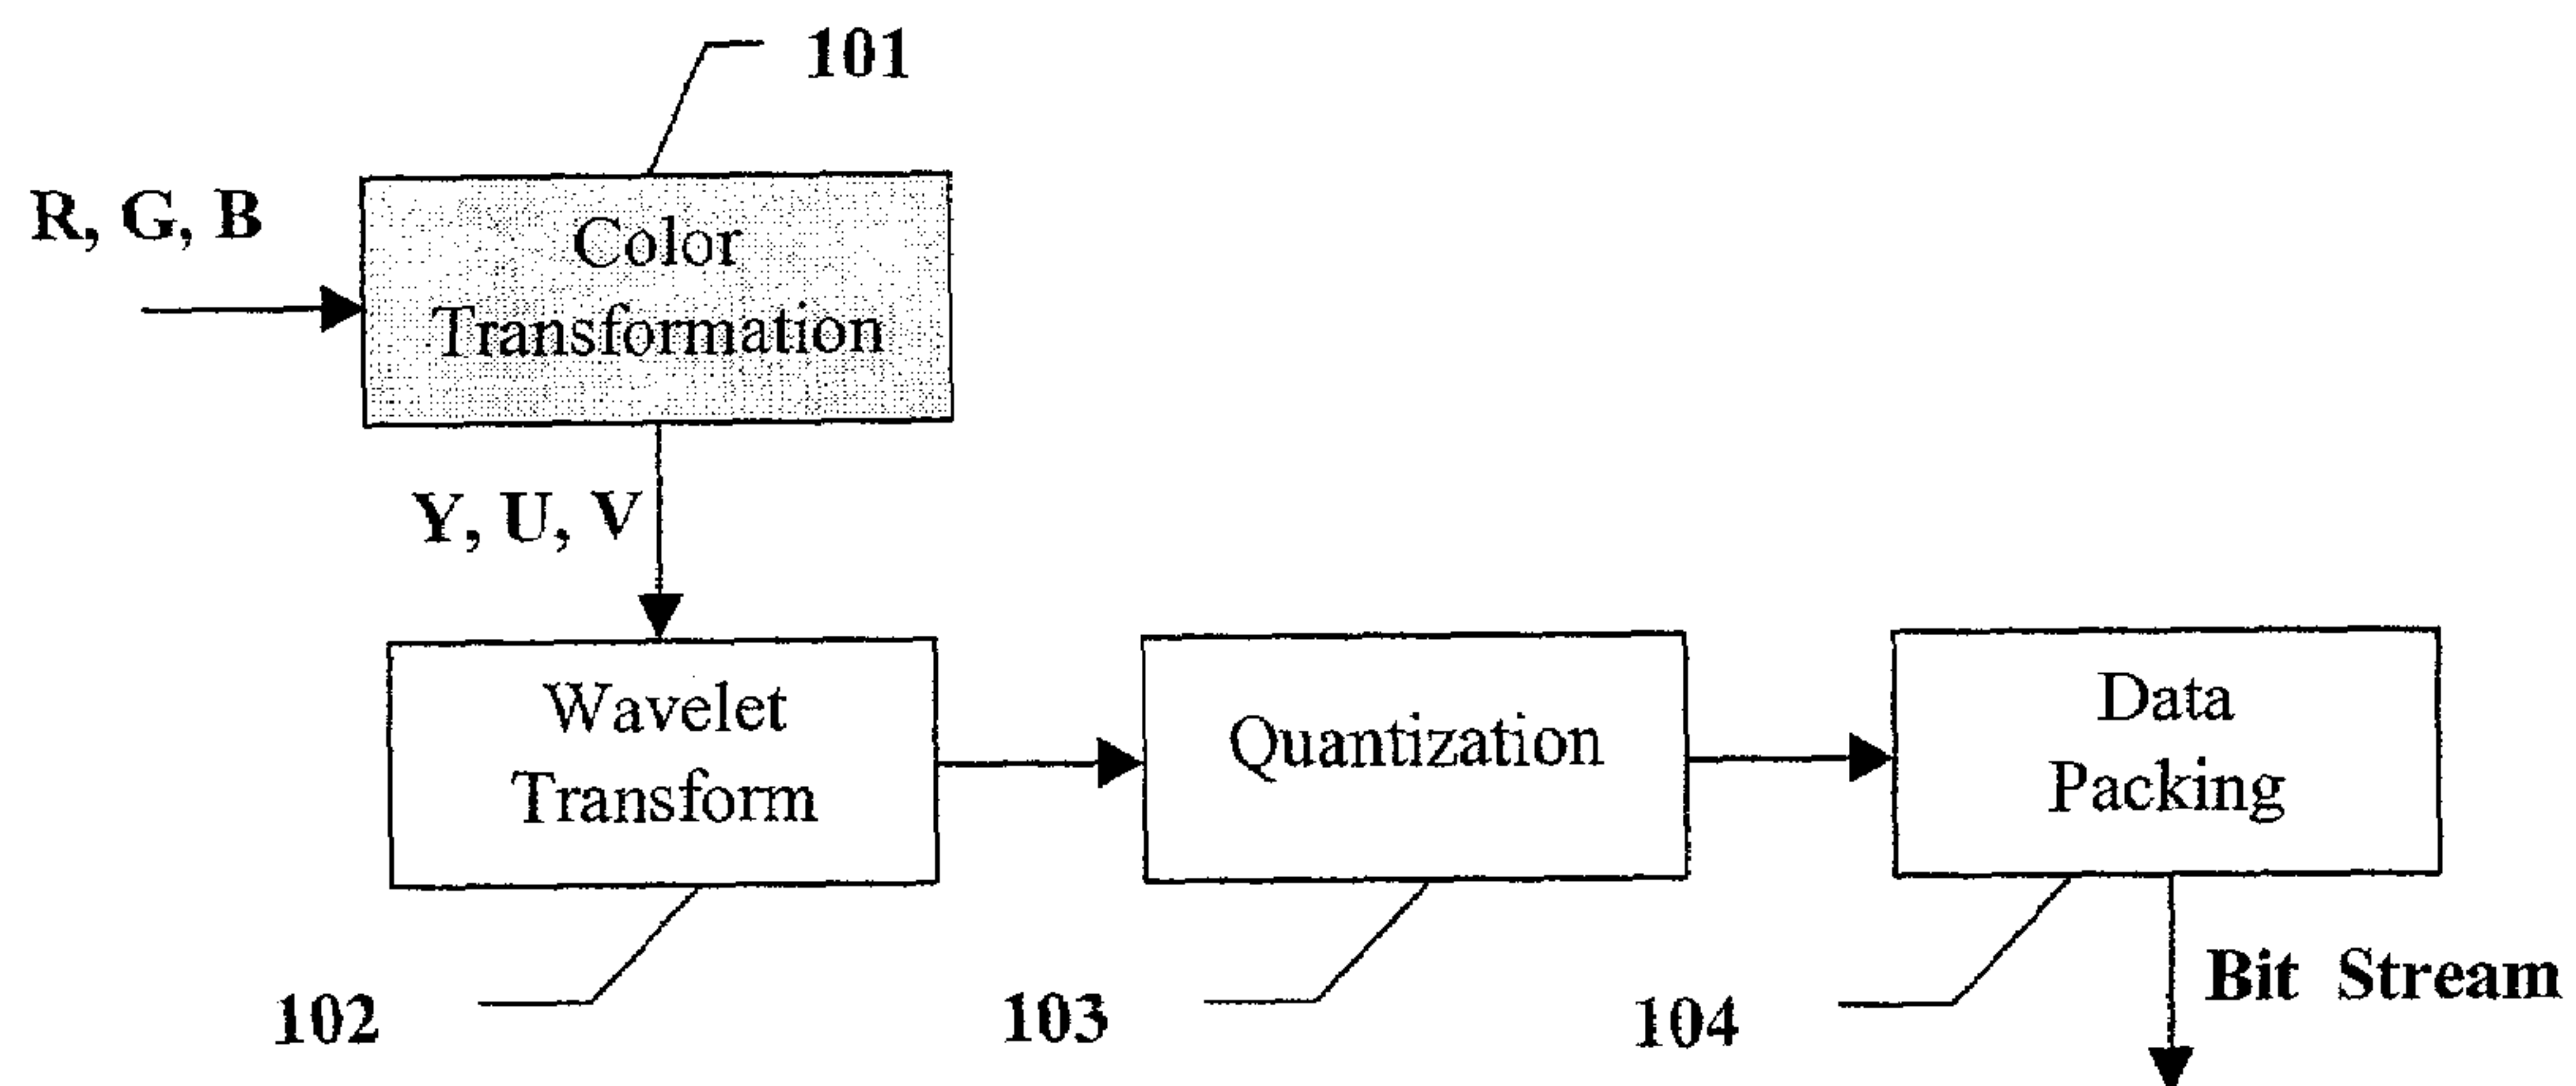 101
R, G, B
Color
Transformation
Y, U, V
Wavelet
Transform
Quantization
Data
Packing
Bit Stream
102
103
104